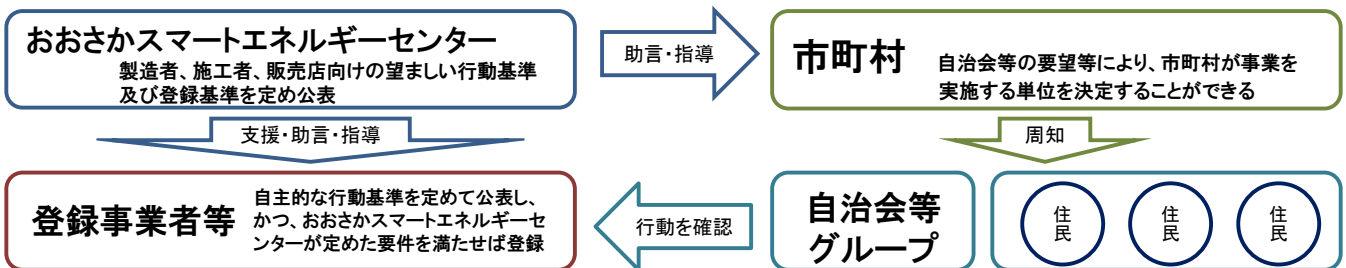 おおさかスマートエネルギーセンター
製造者、施工者、販売店向けの望ましい行動基準
及び登録基準を定め公表
助言・指導
市町村
自治会等の要望等により、市町村が事業を
実施する単位を決定することができる
支援・助言・指導
周知
登録事業者等
自主的な行動基準を定めて公表し、
かつ、おおさかスマートエネルギーセ
ンターが定めた要件を満たせば登録
行動を確認
自治会等
グループ
住民
住民
住民